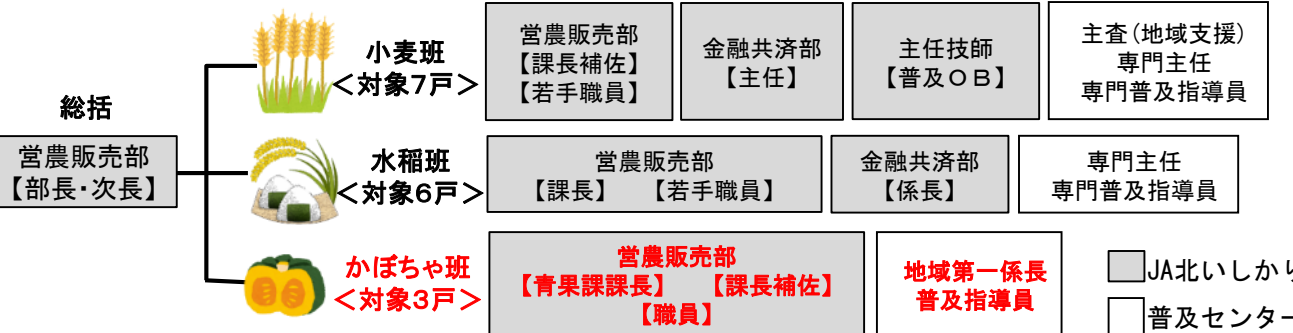 総括
営農販売部
【部長・次長】
小麦班
<対象7戸>
営農販売部
【課長補佐】
【若手職員】
金融共済部
【主任】
主任技師
【普及OB】
主査(地域支援)
専門主任
専門普及指導員
水稲班
<対象6戸>
営農販売部
【課長】 【若手職員】
金融共済部
【係長】
専門主任
専門普及指導員
かぼちゃ班
<対象3戸>
営農販売部
【青果課課長】 【課長補佐】
【職員】
地域第一係長
普及指導員
JA北いしかり
普及センター